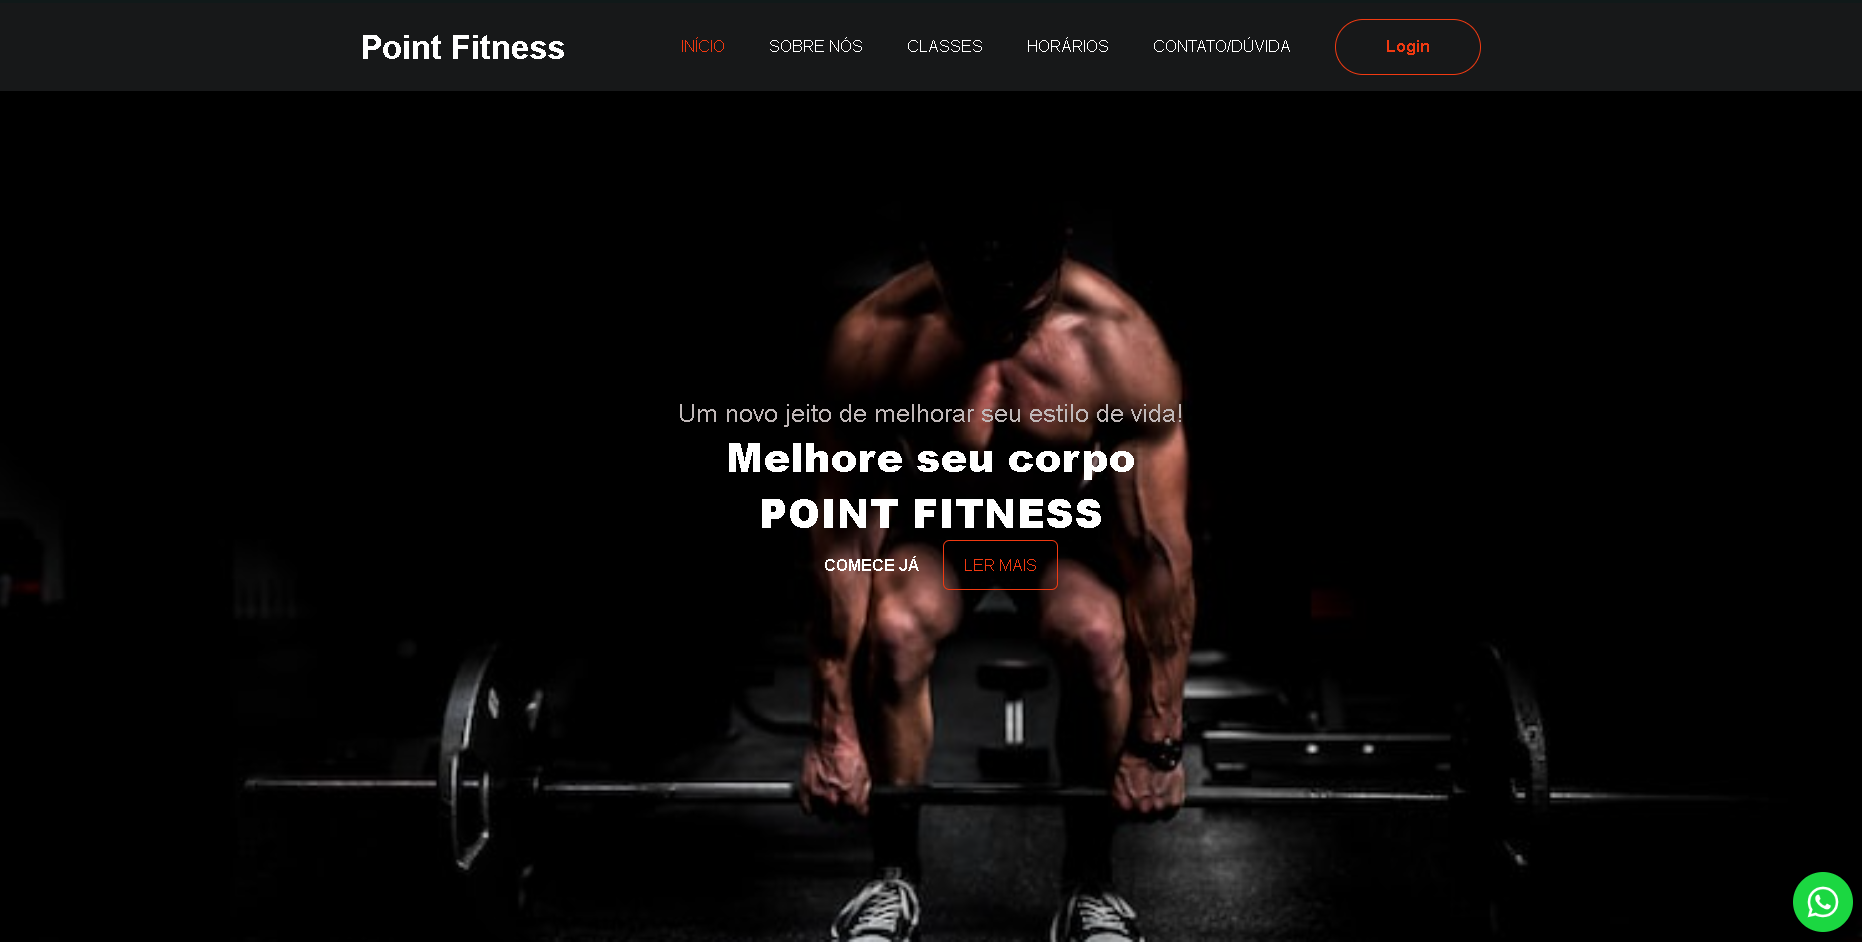 Point Fitness
INÍCIO
SOBRE NÓS
CLASSES
HORÁRIOS
CONTATO/DÚVIDA
Login
Um novo jeito de melhorar seu estilo de vida!
Melhore seu corpo
POINT FITNESS
COMECE JÁ
LER MAIS